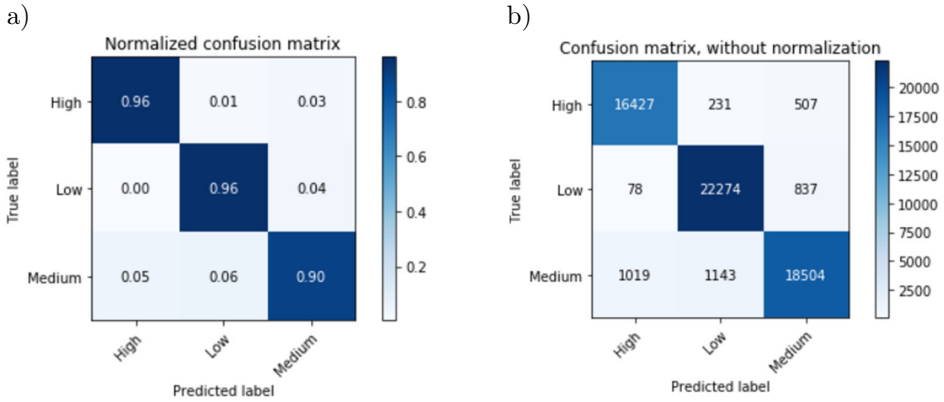 a)
Normalized confusion matrix
High 0.96 0.01 0.03
Low 0.00 0.96 0.04
Medium 0.05 0.06 0.90
True label
High Low Medium
Predicted label
0.8
0.6
0.4
0.2
b)
Confusion matrix, without normalization
High 16427 231 507
Low 78 22274 837
Medium 1019 1143 18504
True label
High Low Medium
Predicted label
20000
17500
15000
12500
10000
7500
5000
2500